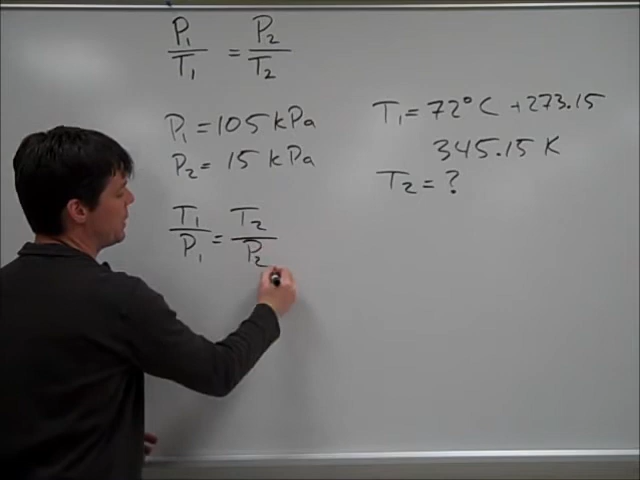 P₁/T₁ = P₂/T₂
P₁ = 105 kPa
P₂ = 15 kPa
T₁/P₁ = T₂/P₂
T₁ = 72°C +273.15
345.15 K
T₂ = ?